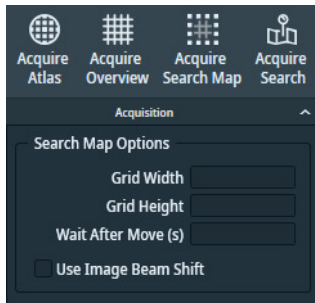 Acquire Atlas
Acquire Overview
Acquire Search Map
Acquire Search
Acquisition
Search Map Options
Grid Width
Grid Height
Wait After Move (s)
Use Image Beam Shift